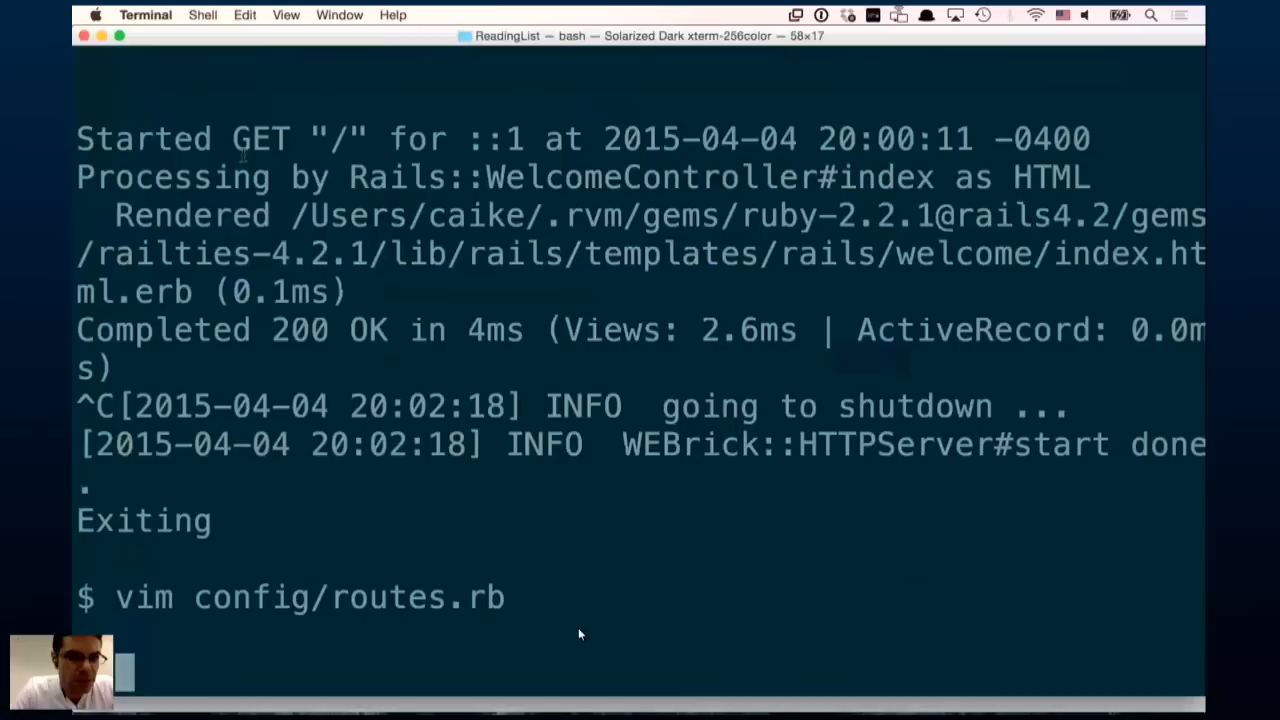 Terminal Shell Edit View Window Help
ReadingList — bash — Solarized Dark xterm-256color — 58×17
Started GET "/" for ::1 at 2015-04-04 20:00:11 -0400
Processing by Rails::WelcomeController#index as HTML
  Rendered /Users/caike/.rvm/gems/ruby-2.2.1@rails4.2/gems
/railties-4.2.1/lib/rails/templates/rails/welcome/index.ht
ml.erb (0.1ms)
Completed 200 OK in 4ms (Views: 2.6ms | ActiveRecord: 0.0m
s)
^C[2015-04-04 20:02:18] INFO  going to shutdown ...
[2015-04-04 20:02:18] INFO  WEBrick::HTTPServer#start done
.
Exiting
$ vim config/routes.rb